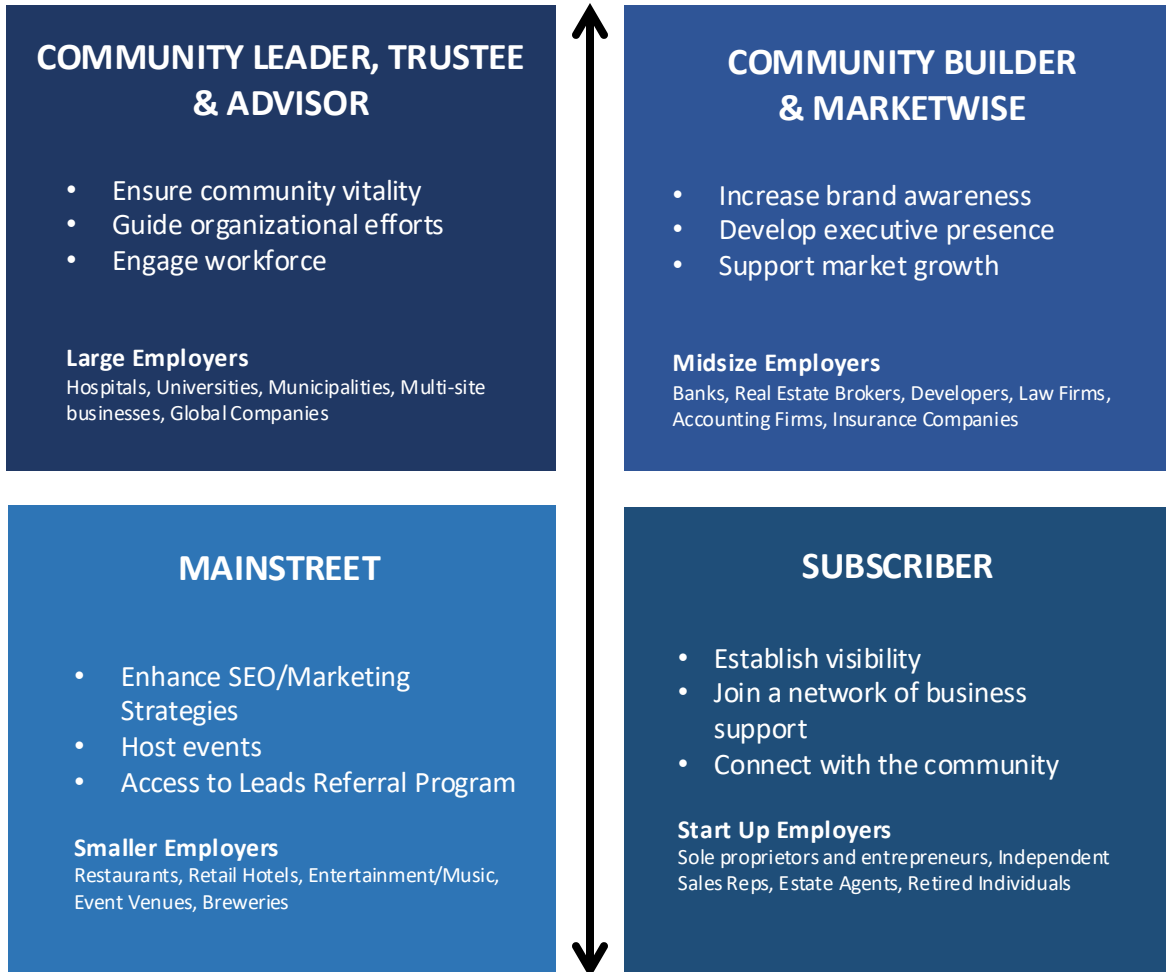 COMMUNITY LEADER, TRUSTEE
& ADVISOR
• Ensure community vitality
• Guide organizational efforts
• Engage workforce
Large Employers
Hospitals, Universities, Municipalities, Multi-site
businesses, Global Companies
COMMUNITY BUILDER
& MARKETWISE
• Increase brand awareness
• Develop executive presence
• Support market growth
Midsize Employers
Banks, Real Estate Brokers, Developers, Law Firms,
Accounting Firms, Insurance Companies
MAINSTREET
• Enhance SEO/Marketing
Strategies
• Host events
• Access to Leads Referral Program
Smaller Employers
Restaurants, Retail Hotels, Entertainment/Music,
Event Venues, Breweries
SUBSCRIBER
• Establish visibility
• Join a network of business
support
• Connect with the community
Start Up Employers
Sole proprietors and entrepreneurs, Independent
Sales Reps, Estate Agents, Retired Individuals